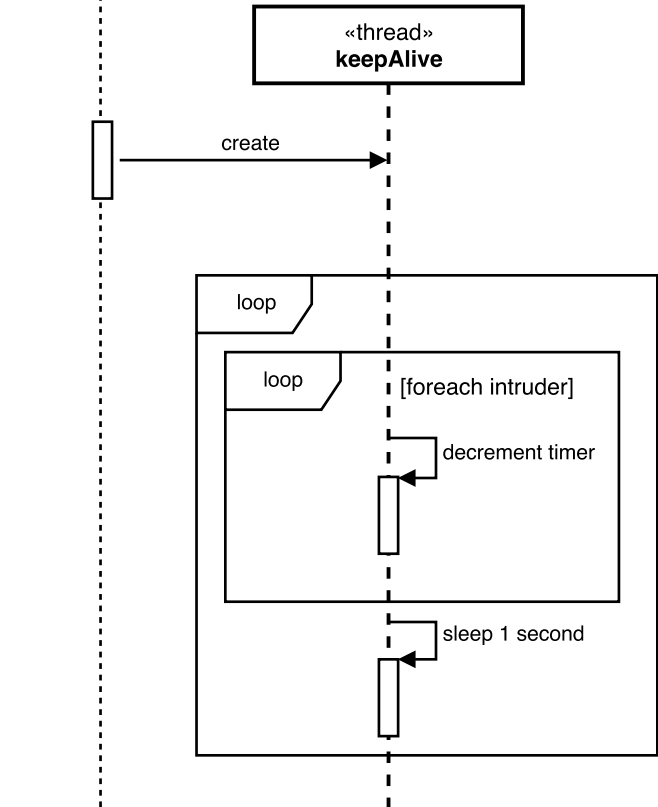 «thread»
keepAlive
create
loop
loop
[foreach intruder]
decrement timer
sleep 1 second